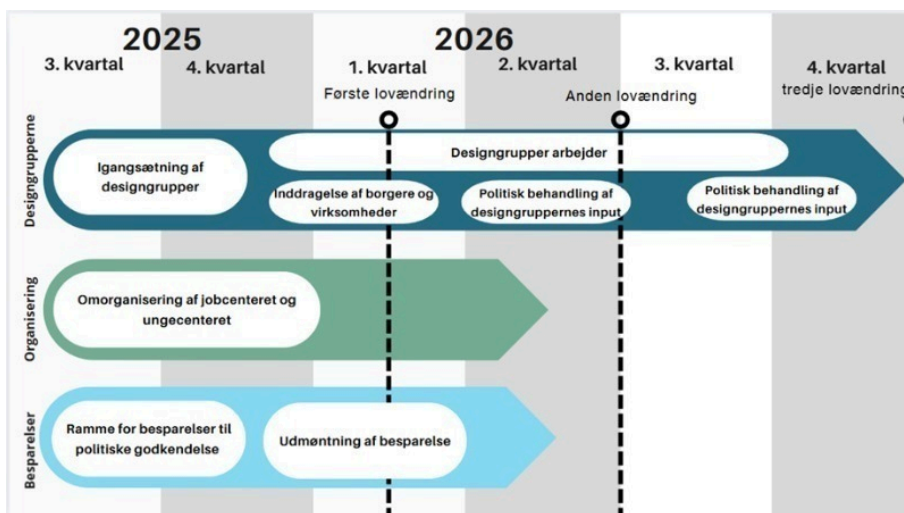 2025
2026
3. kvartal
4. kvartal
1. kvartal
2. kvartal
3. kvartal
4. kvartal
Første lovændring
Anden lovændring
tredje lovændring
Designgrupperne
Igangsætning af
designgrupper
Designgrupper arbejder
Inddragelse af borgere og
virksomheder
Politisk behandling af
designgruppernes input
Politisk behandling af
designgruppernes input
Organisering
Omorganisering af jobcenteret og
ungecenteret
Besparelser
Ramme for besparelser til
politiske godkendelse
Udmøntning af besparelse